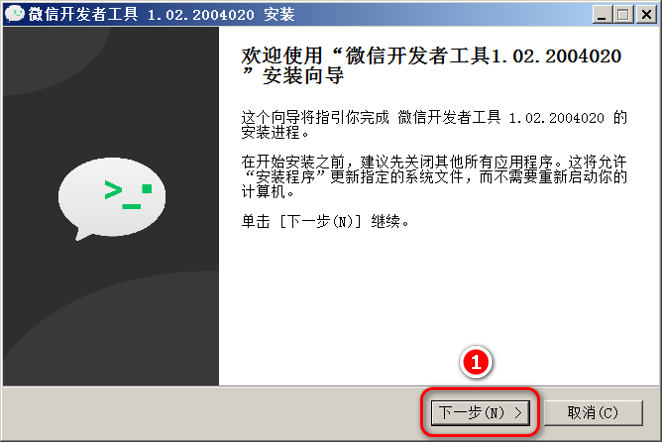 微信开发者工具 1.02.2004020 安装
欢迎使用“微信开发者工具1.02.2004020
”安装向导
这个向导将指引你完成 微信开发者工具 1.02.2004020 的
安装进程。
在开始安装之前，建议先关闭其他所有应用程序。这将允许
“安装程序”更新指定的系统文件，而不需要重新启动你的
计算机。
单击 [下一步(N)] 继续。
>_
1
下一步(N) >
取消(C)